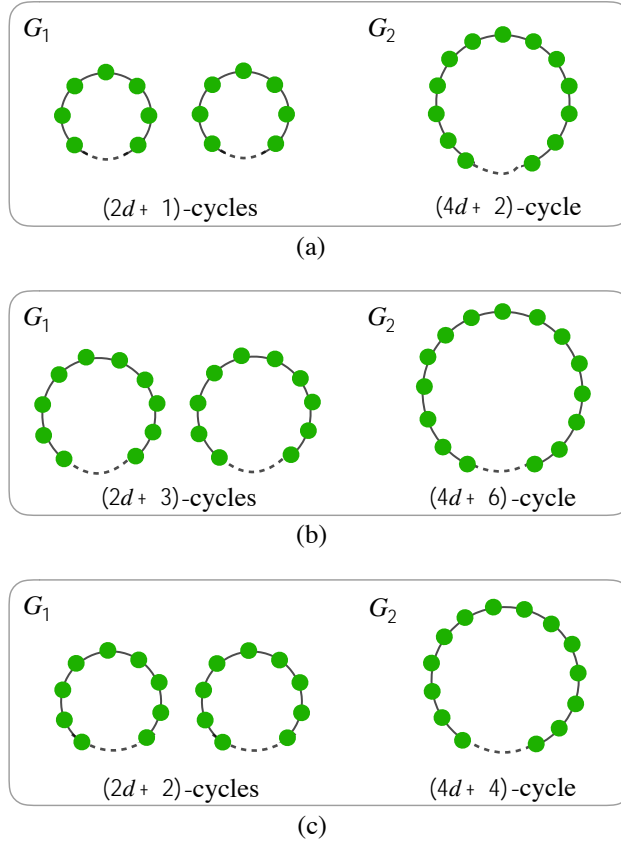 G1 G2
(2d + 1)-cycles (4d + 2)-cycle
(a)
G1 G2
(2d + 3)-cycles (4d + 6)-cycle
(b)
G1 G2
(2d + 2)-cycles (4d + 4)-cycle
(c)